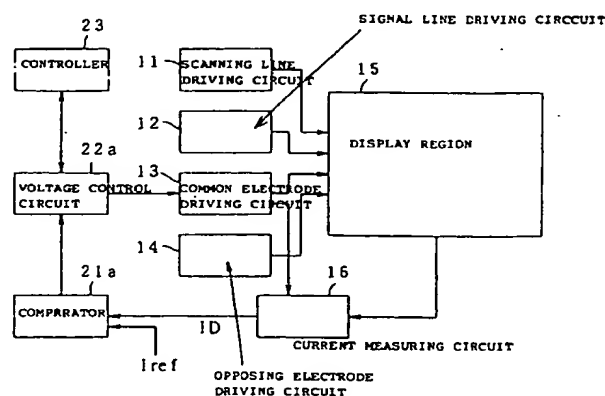 SIGNAL LINE DRIVING CIRCCUIT
23
CONTROLLER
11
SCANNING LINE
DRIVING CIRCUIT
15
12
DISPLAY REGION
22a
VOLTAGE CONTROL
CIRCUIT
13
COMMON ELECTRODE
DRIVING CIRCUIT
14
21a
COMPARATOR
16
ID
Iref
CURRENT MEASURING CIRCUIT
OPPOSING ELECTRODE
DRIVING CIRCUIT